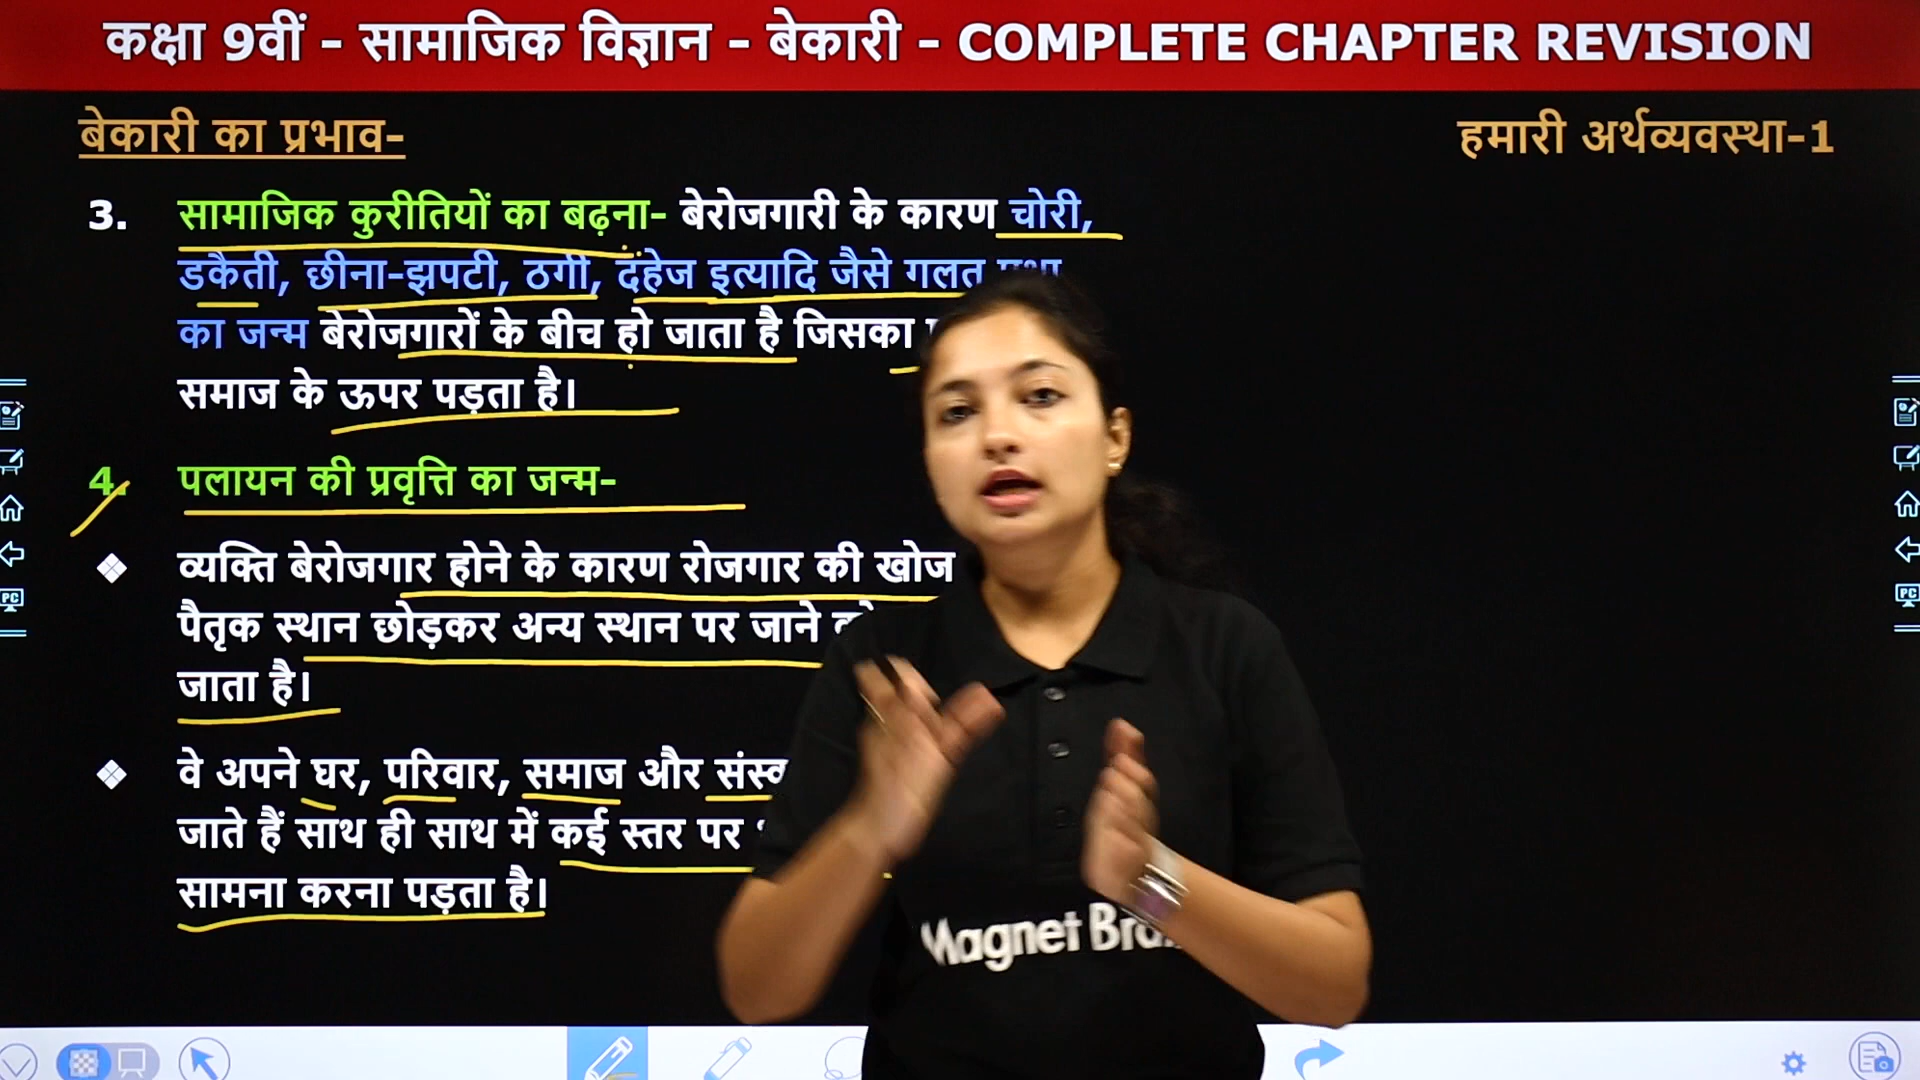 कक्षा 9वीं - सामाजिक विज्ञान - बेकारी - COMPLETE CHAPTER REVISION
बेकारी का प्रभाव-
हमारी अर्थव्यवस्था-1
3. सामाजिक कुरीतियों का बढ़ना- बेरोजगारी के कारण चोरी,
डकैती, छीना-झपटी, ठगी, दहेज इत्यादि जैसे गलत
का जन्म बेरोजगारों के बीच हो जाता है जिसका
समाज के ऊपर पड़ता है।
4. पलायन की प्रवृत्ति का जन्म-
❖ व्यक्ति बेरोजगार होने के कारण रोजगार की खोज
पैतृक स्थान छोड़कर अन्य स्थान पर जाने
जाता है।
❖ वे अपने घर, परिवार, समाज और
जाते हैं साथ ही साथ में कई स्तर पर
सामना करना पड़ता है।
Magnet
PC
PC